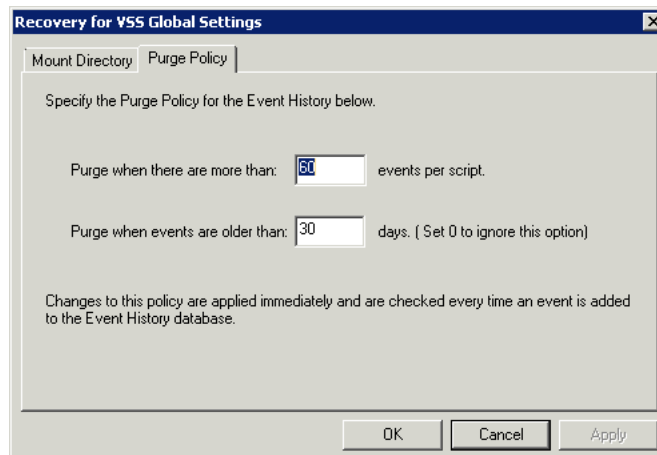 Recovery for VSS Global Settings
Mount Directory Purge Policy
Specify the Purge Policy for the Event History below.
Purge when there are more than: 60 events per script.
Purge when events are older than: 30 days. ( Set 0 to ignore this option)
Changes to this policy are applied immediately and are checked every time an event is added
to the Event History database.
OK Cancel Apply